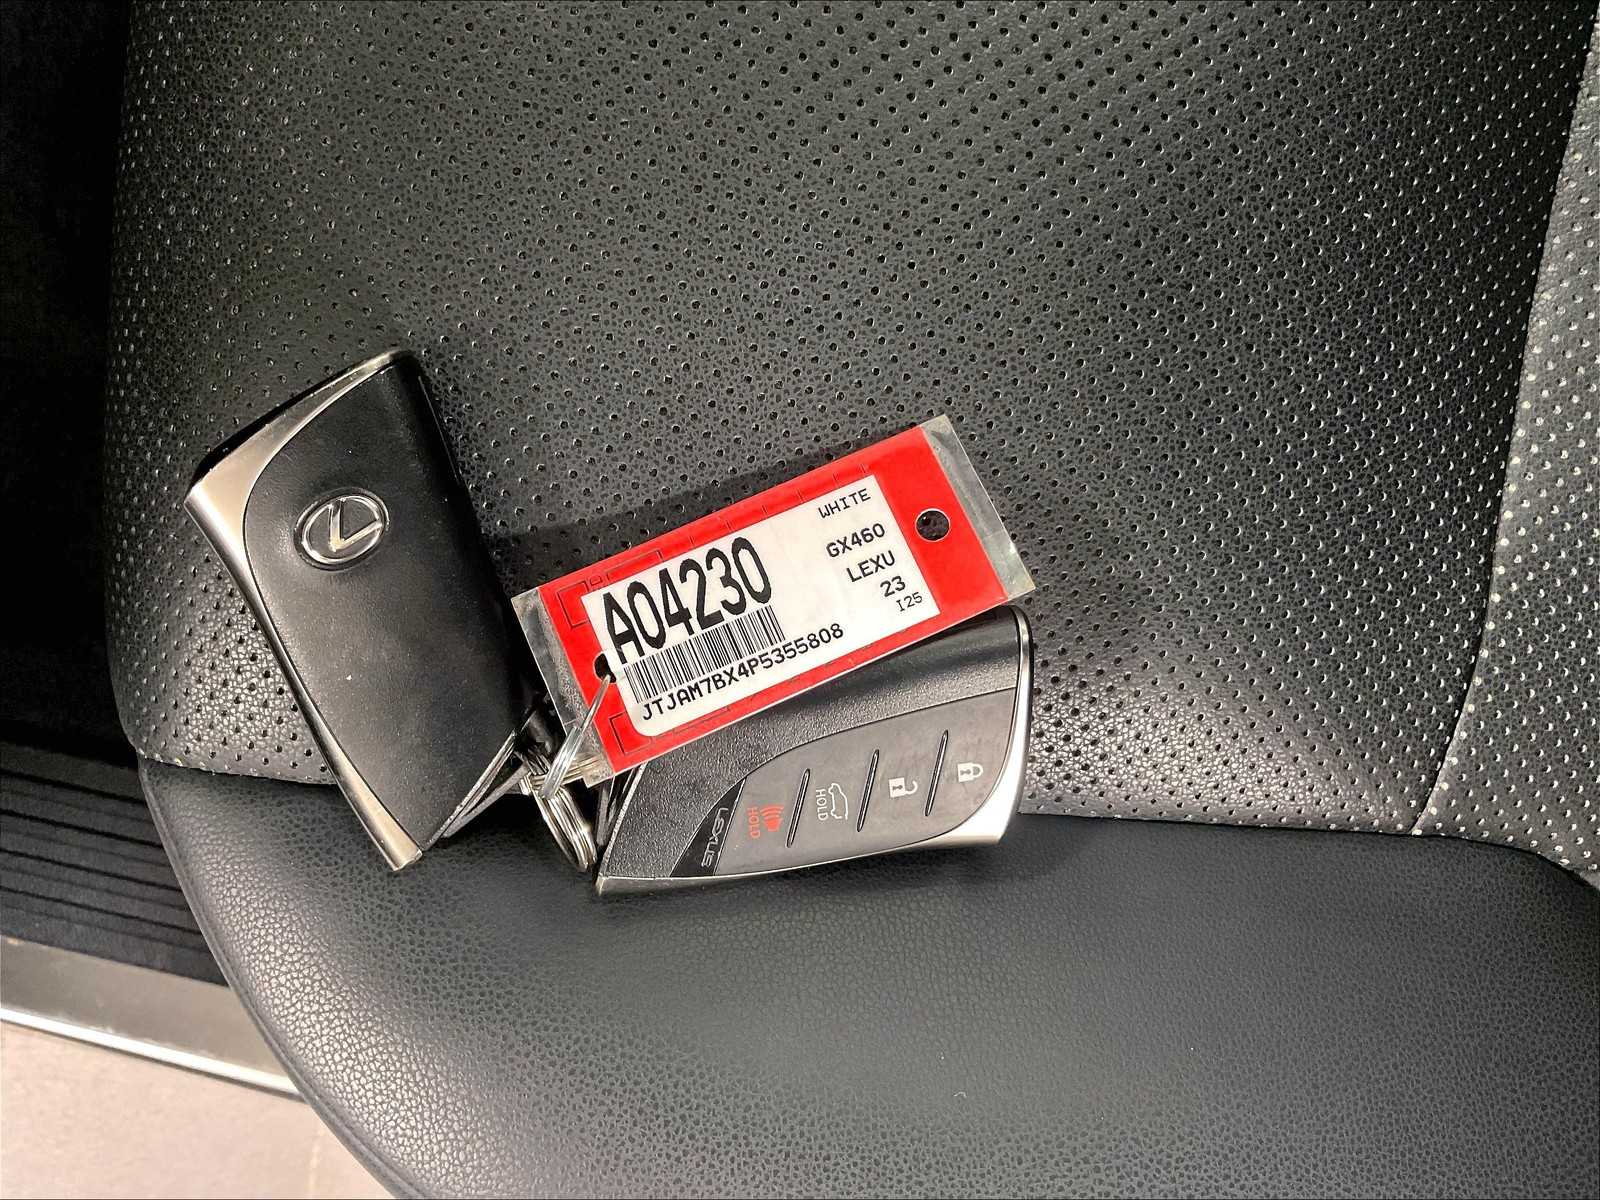 WHITE
GX460
LEXU
23
I25
A04230
JTJAM7BX4P5355808
HOLD
HOLD
LEXUS